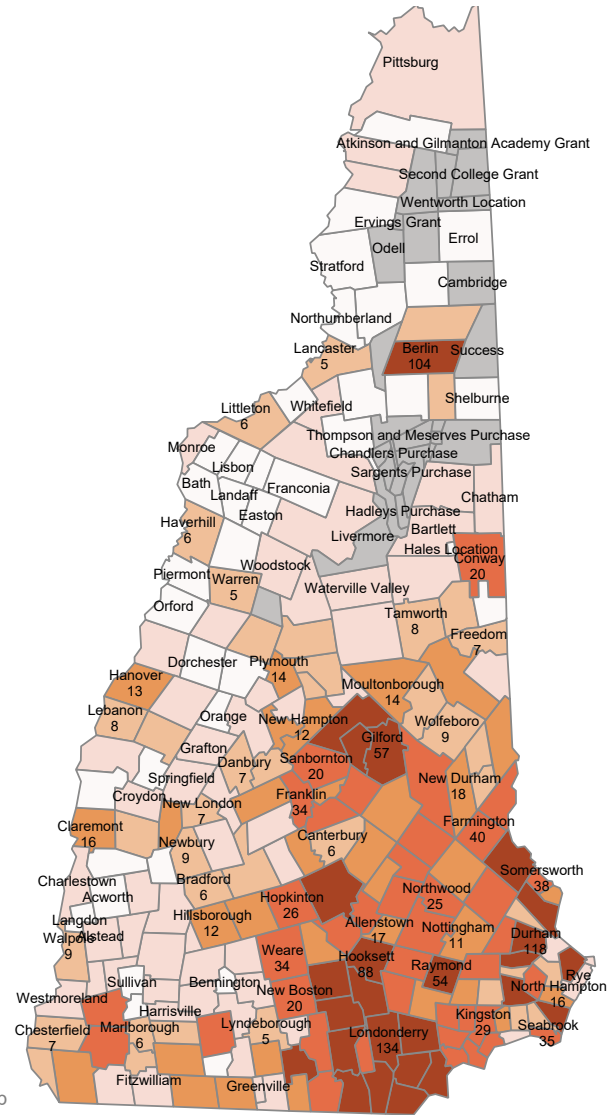 Pittsburg
Atkinson and Gilmanton Academy Grant
Second College Grant
Wentworth Location
Ervings Grant
Errol
Odell
Stratford
Cambridge
Northumberland
Lancaster
5
Berlin
104
Success
Shelburne
Whitefield
Littleton
6
Thompson and Meserves Purchase
Monroe
Chandlers Purchase
Lisbon
Sargents Purchase
Bath
Landaff
Franconia
Chatham
Easton
Hadleys Purchase
Haverhill
6
Bartlett
Livermore
Hales Location
Conway
20
Woodstock
Piermont
Warren
5
Waterville Valley
Orford
Tamworth
8
Freedom
7
Dorchester
Plymouth
14
Hanover
13
Moultonborough
14
Lebanon
8
Orange
New Hampton
12
Wolfeboro
9
Gilford
57
Grafton
Sanbornton
20
Danbury
7
Springfield
New Durham
18
Croydon
Franklin
34
New London
7
Claremont
16
Farmington
40
Canterbury
6
Newbury
9
Somersworth
38
Charlestown
Bradford
6
Acworth
Hopkinton
26
Northwood
25
Langdon
Hillsborough
12
Allenstown
17
Nottingham
11
Durham
118
Walpole
9
Alstead
Weare
34
Hooksett
88
Raymond
54
Rye
Sullivan
Bennington
New Boston
20
North Hampton
16
Westmoreland
Harrisville
Kingston
29
Seabrook
35
Chesterfield
7
Marlborough
6
Lyndeborough
5
Londonderry
134
Fitzwilliam
Greenville